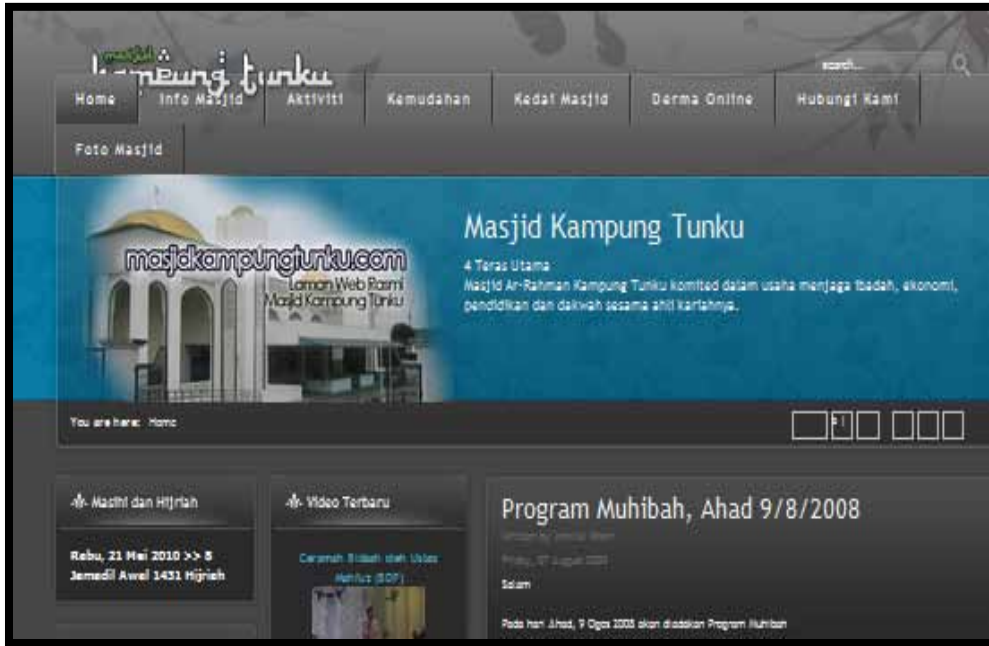 masjid
kampung tunku
search...
Home Info Masjid Aktiviti Kemudahan Kedai Masjid Derma Online Hubungi Kami
Foto Masjid
masjidkampungtunku.com
Laman Web Rasmi
Masjid Kampung Tunku
Masjid Kampung Tunku
4 Teras Utama
Masjid Ar-Rahman Kampung Tunku komited dalam usaha menjaga ibadah, ekonomi,
pendidikan dan dakwah sesama ahli kariahnya.
You are here: Home
Masihi dan Hijriah
Rabu, 21 Mei 2010 >> 8
Jamadil Awal 1431 Hijriah
Video Terbaru
Ceramah Bidaah oleh Ustaz
Program Muhibah, Ahad 9/8/2008
Salam
Pada hari Ahad, 9 Ogos 2008 akan diadakan Program Muhibah